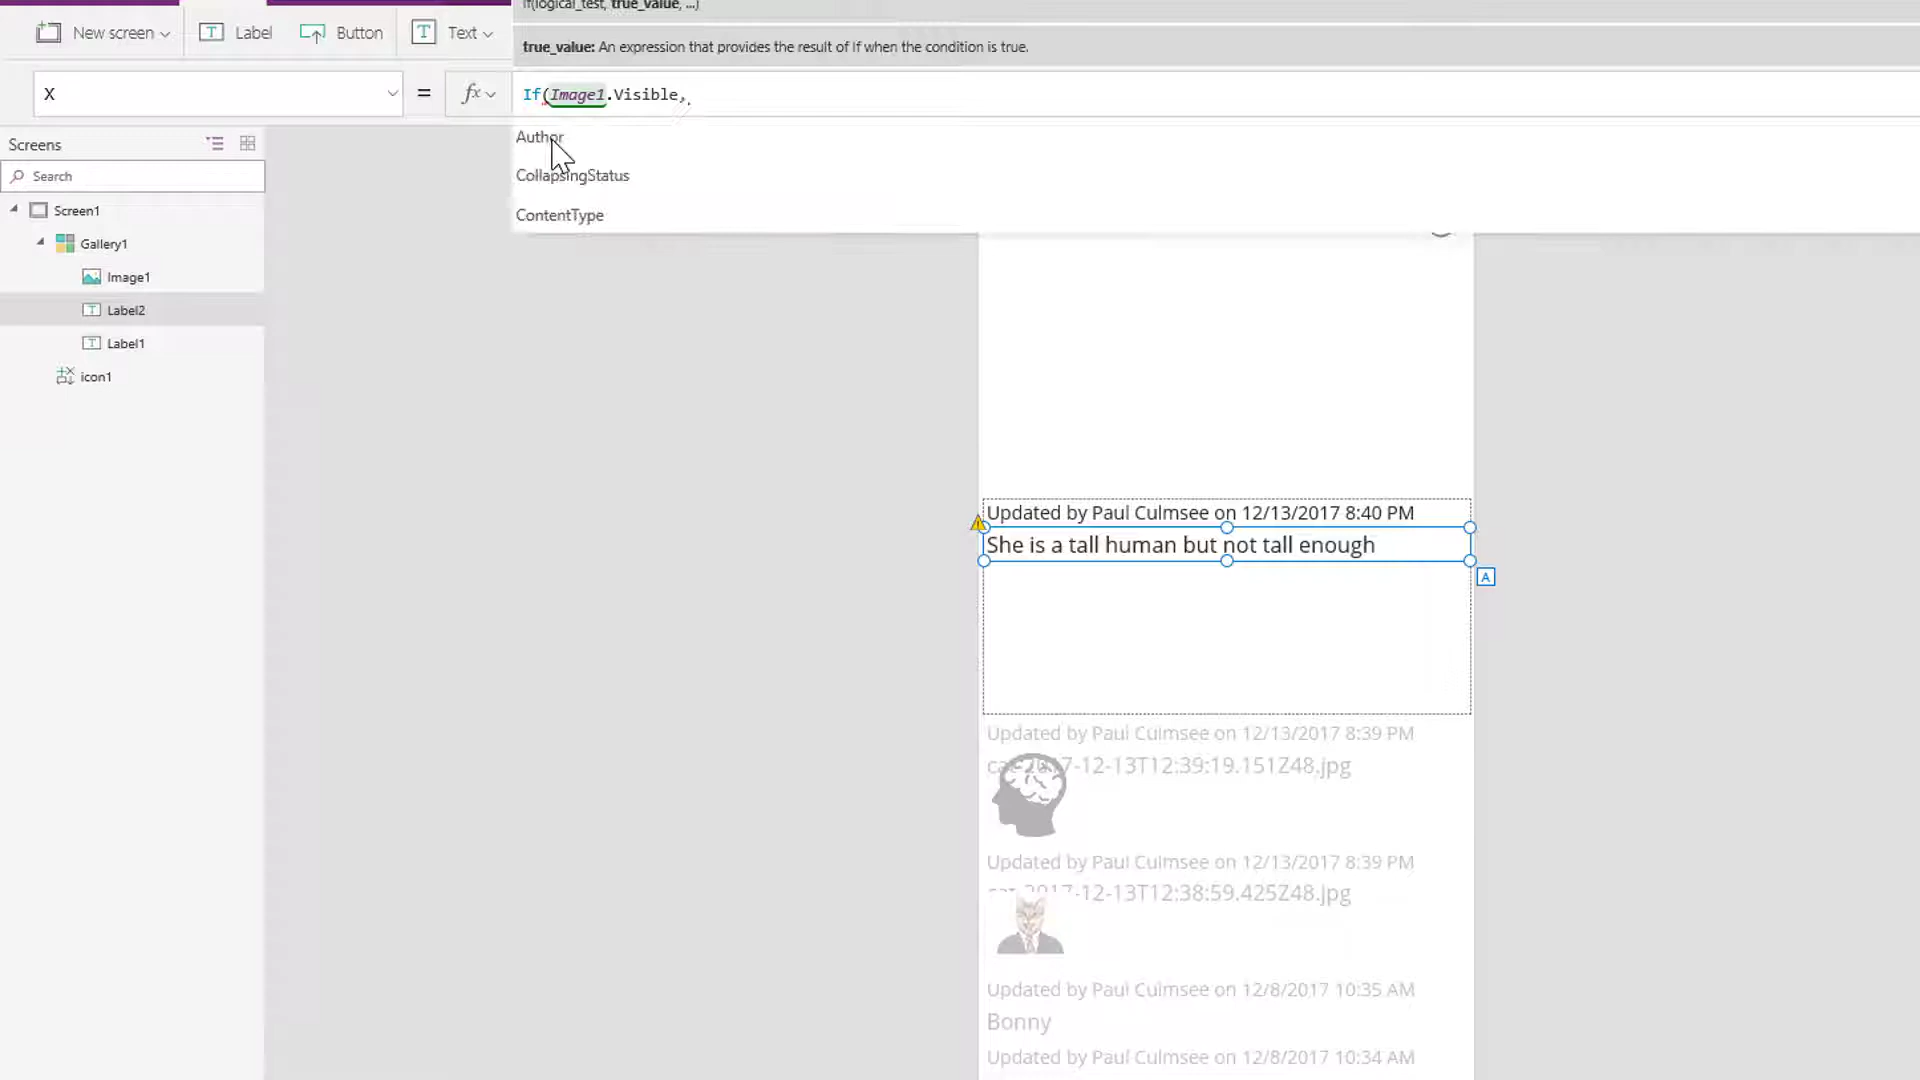 If(logical_test, true_value, ...)
New screen
Label
Button
Text
true_value: An expression that provides the result of If when the condition is true.
X
=
fx
If(Image1.Visible,
Author
CollapsingStatus
ContentType
Screens
Search
Screen1
Gallery1
Image1
Label2
Label1
icon1
Updated by Paul Culmsee on 12/13/2017 8:40 PM
She is a tall human but not tall enough
A
Updated by Paul Culmsee on 12/13/2017 8:39 PM
cat-2017-12-13T12:39:19.151Z48.jpg
Updated by Paul Culmsee on 12/13/2017 8:39 PM
cat-2017-12-13T12:38:59.425Z48.jpg
Updated by Paul Culmsee on 12/8/2017 10:35 AM
Bonny
Updated by Paul Culmsee on 12/8/2017 10:34 AM